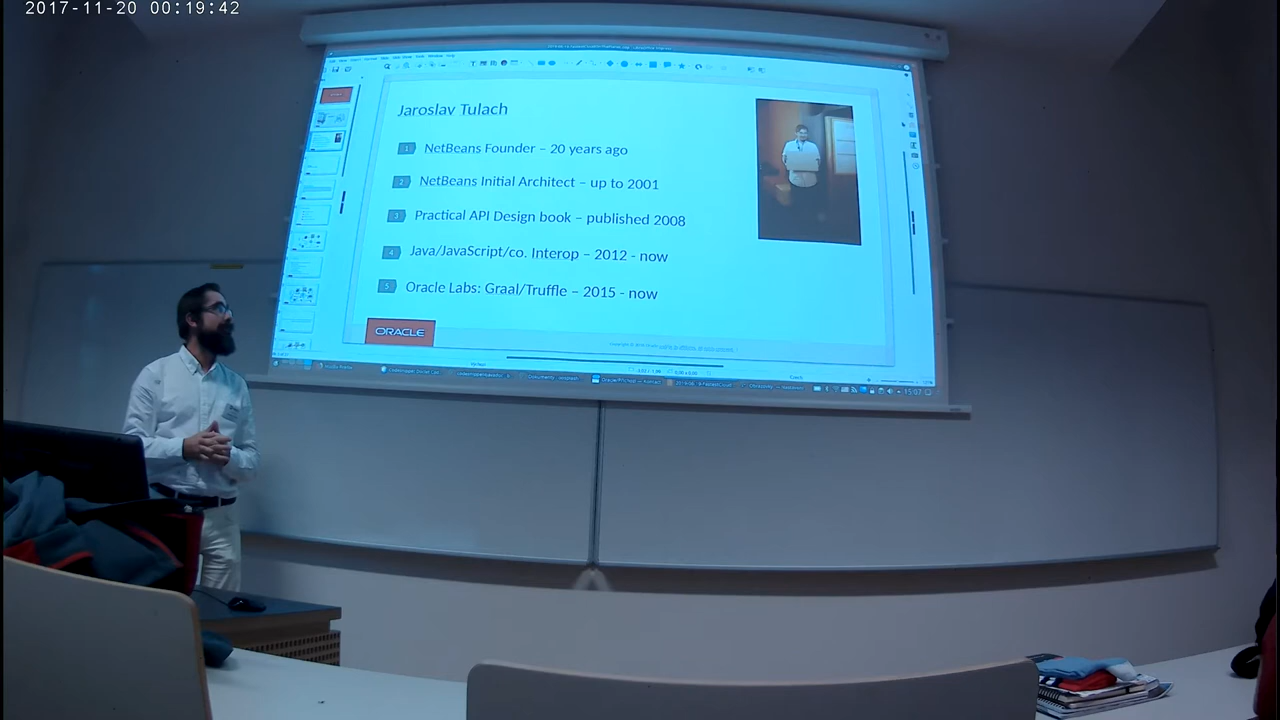 2017-11-20 00:19:42
Jaroslav Tulach
1 NetBeans Founder – 20 years ago
2 NetBeans Initial Architect – up to 2001
3 Practical API Design book – published 2008
4 Java/JavaScript/co. Interop – 2012 - now
5 Oracle Labs: Graal/Truffle – 2015 - now
ORACLE
15:07